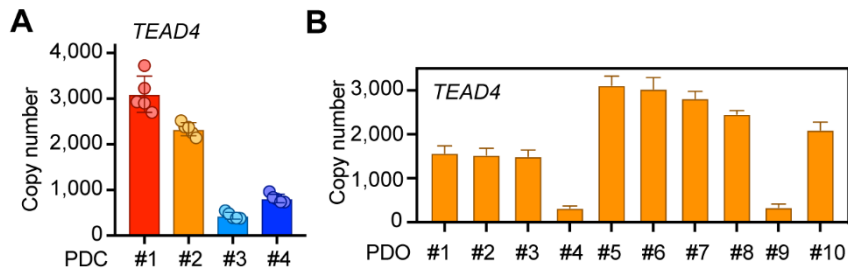 A
TEAD4
Copy number
4,000
3,000
2,000
1,000
0
PDC #1 #2 #3 #4
B
TEAD4
Copy number
3,000
2,000
1,000
0
PDO #1 #2 #3 #4 #5 #6 #7 #8 #9 #10